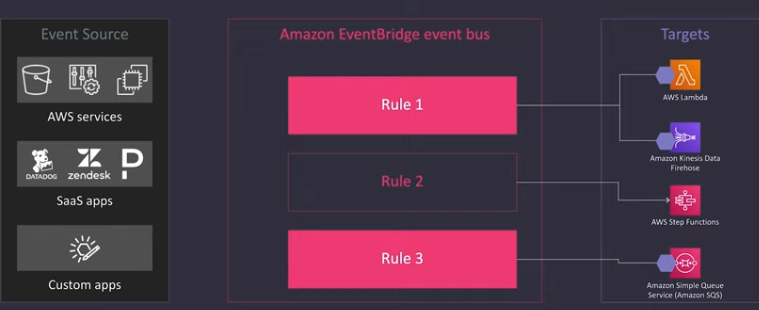 Event Source
AWS services
DATADOG
zendesk
SaaS apps
Custom apps
Amazon EventBridge event bus
Rule 1
Rule 2
Rule 3
Targets
AWS Lambda
Amazon Kinesis Data
Firehose
AWS Step Functions
Amazon Simple Queue
Service (Amazon SQS)